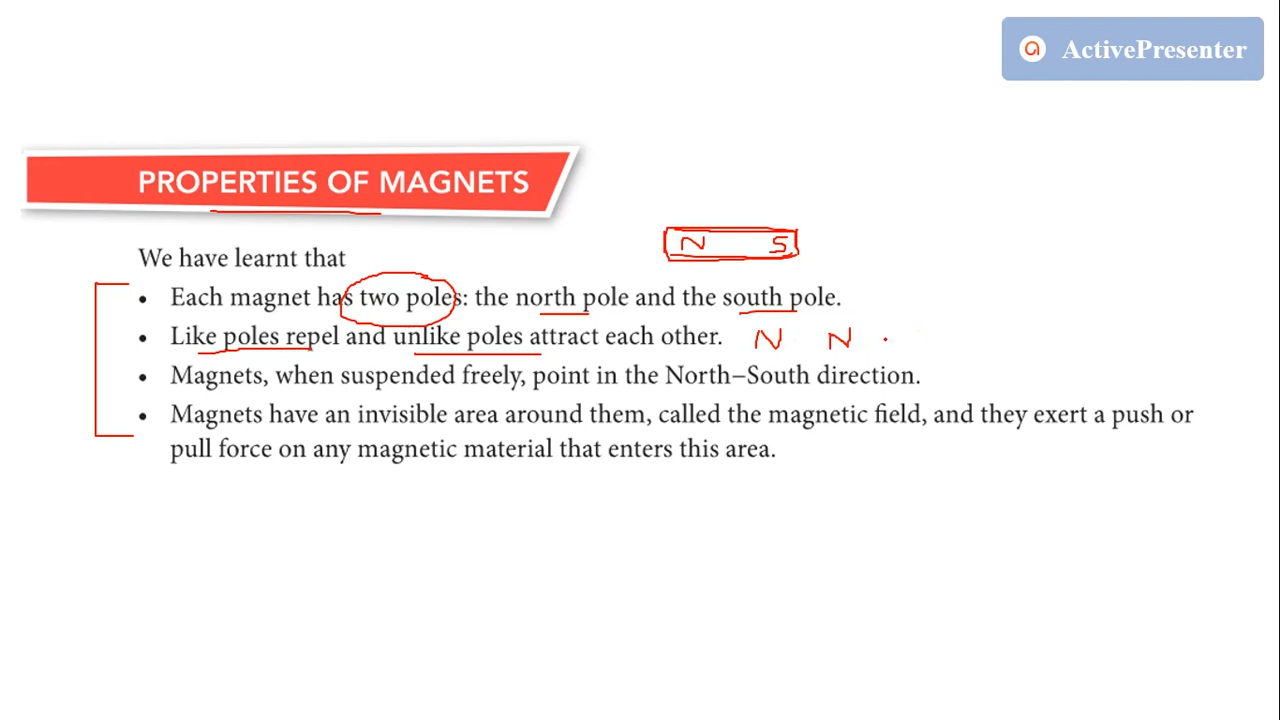 ActivePresenter
PROPERTIES OF MAGNETS
N S
We have learnt that
• Each magnet has two poles: the north pole and the south pole.
• Like poles repel and unlike poles attract each other. N N
• Magnets, when suspended freely, point in the North–South direction.
• Magnets have an invisible area around them, called the magnetic field, and they exert a push or
pull force on any magnetic material that enters this area.